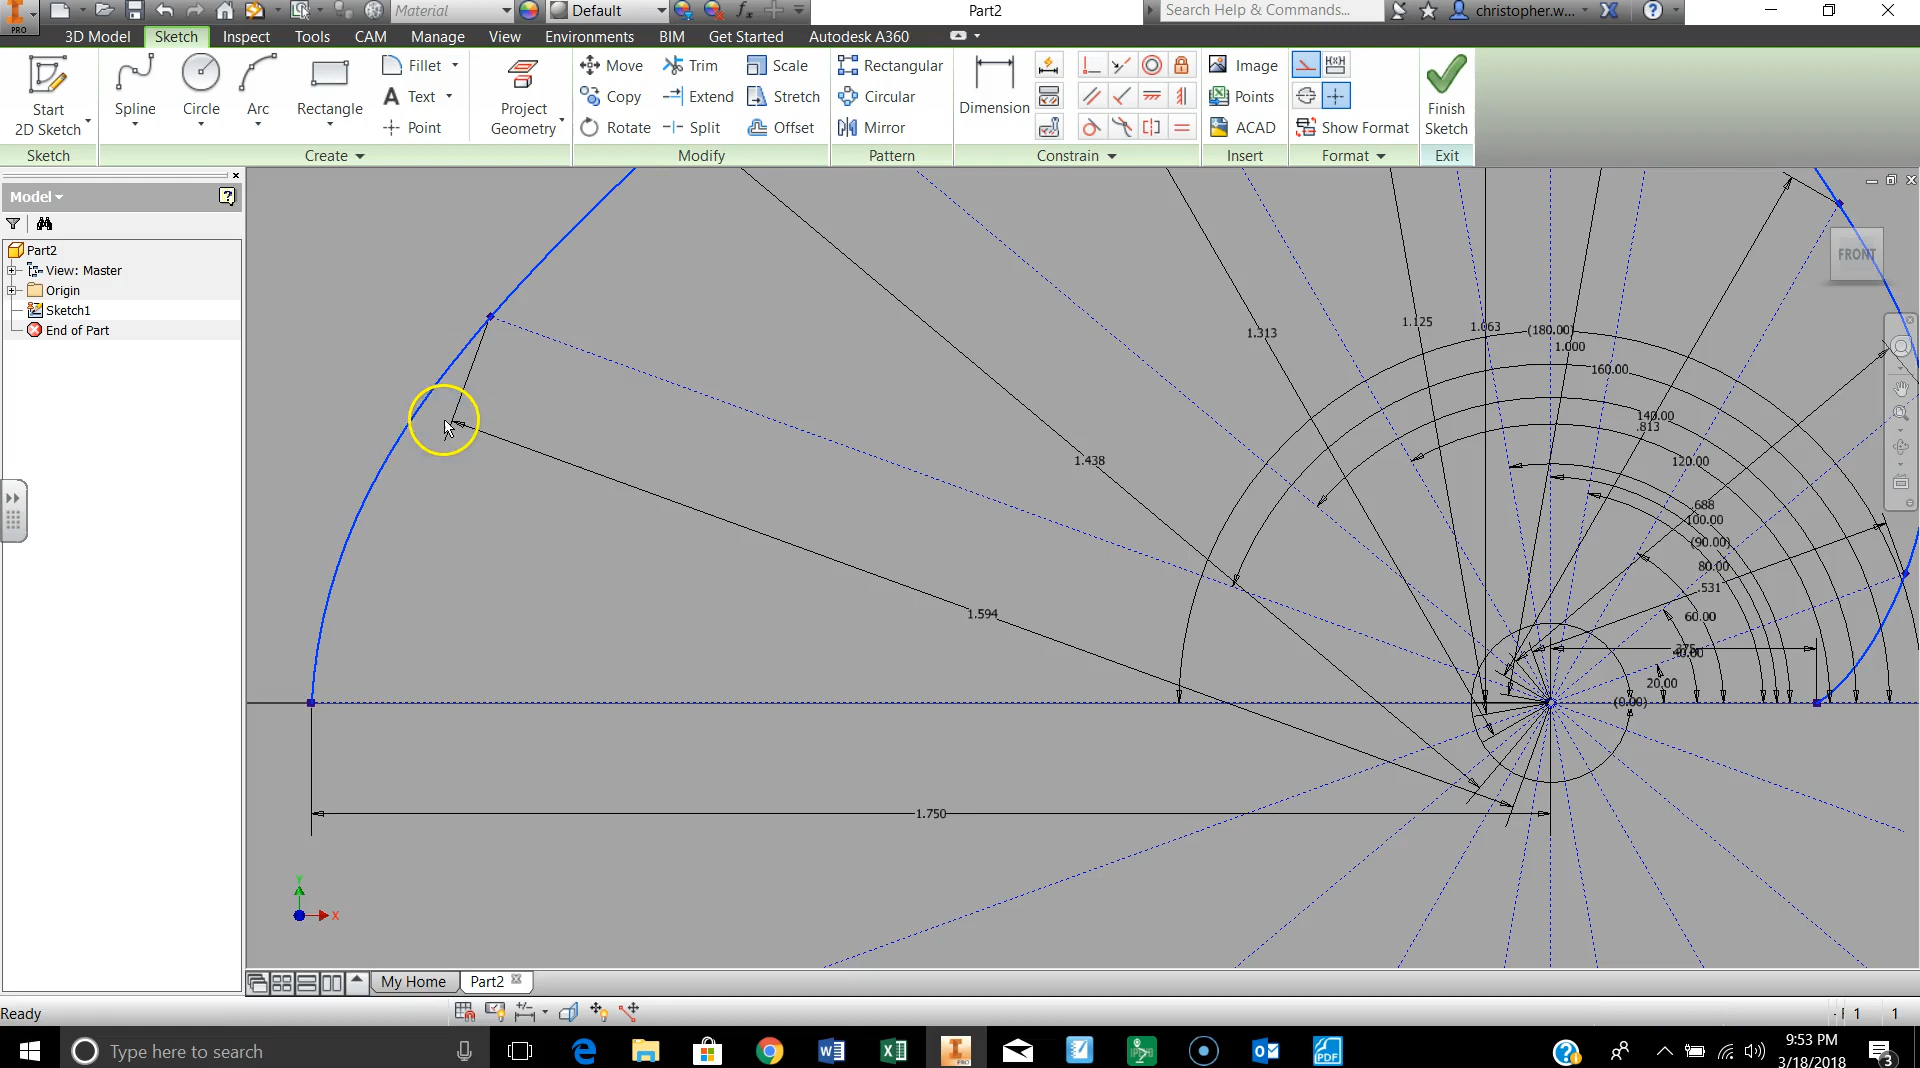 PRO
Material
Default
Part2
Search Help & Commands...
christopher.w...
3D Model
Sketch
Inspect
Tools
CAM
Manage
View
Environments
BIM
Get Started
Autodesk A360
Start
2D Sketch
Spline
Circle
Arc
Rectangle
Fillet
Text
Point
Project
Geometry
Move
Copy
Rotate
Trim
Extend
Split
Scale
Stretch
Offset
Rectangular
Circular
Mirror
Dimension
Image
Points
ACAD
Show Format
Finish
Sketch
Sketch
Create
Modify
Pattern
Constrain
Insert
Format
Exit
Model
Part2
View: Master
Origin
Sketch1
End of Part
FRONT
1.313
1.125
1.063
(180.00)
1.000
160.00
140.00
.813
120.00
1.438
.688
100.00
(90.00)
80.00
.531
60.00
1.594
40.00
20.00
(0.00)
1.750
Y
X
My Home
Part2
Ready
1
1
Type here to search
PDF
9:53 PM
3/18/2018
3